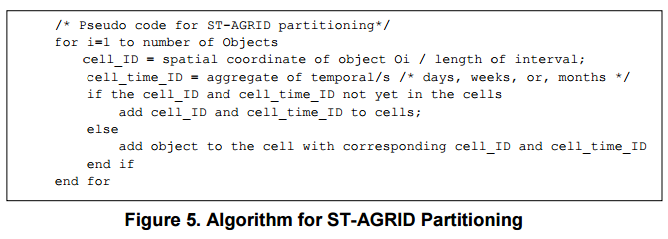 /* Pseudo code for ST-AGRID partitioning*/
for i=1 to number of Objects
cell_ID = spatial coordinate of object Oi / length of interval;
cell_time_ID = aggregate of temporal/s /* days, weeks, or, months */
if the cell_ID and cell_time_ID not yet in the cells
add cell_ID and cell_time_ID to cells;
else
add object to the cell with corresponding cell_ID and cell_time_ID
end if
end for
Figure 5. Algorithm for ST-AGRID Partitioning